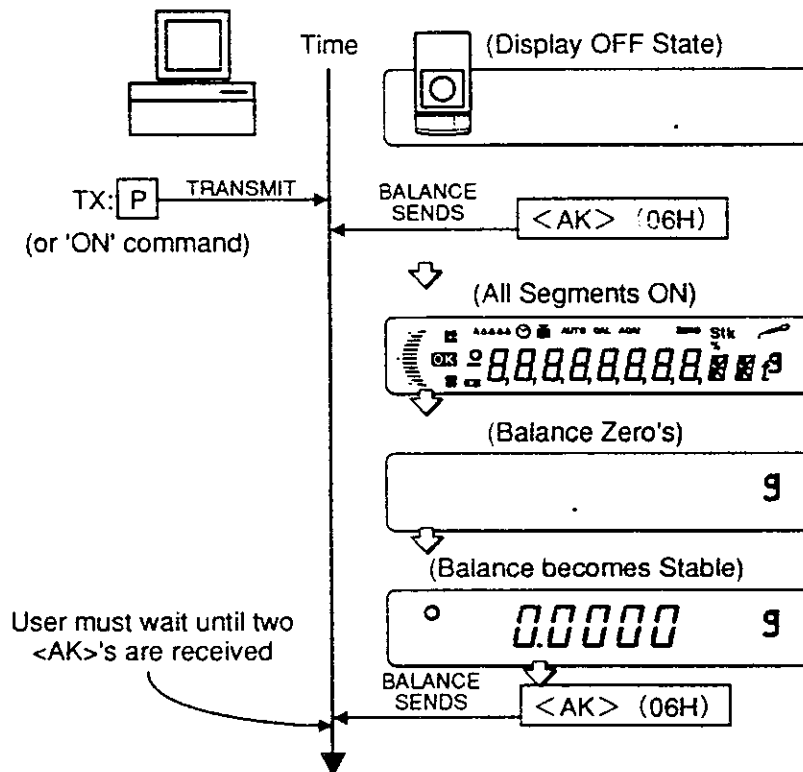 Time
(Display OFF State)
TX: P TRANSMIT
(or 'ON' command)
BALANCE
SENDS
<AK> (06H)
(All Segments ON)
AUTO CAL ZERO Stk
OK 8.8.8.8.8.8.8.8 g
(Balance Zero's)
g
(Balance becomes Stable)
0.0000 g
User must wait until two
<AK>'s are received
BALANCE
SENDS
<AK> (06H)